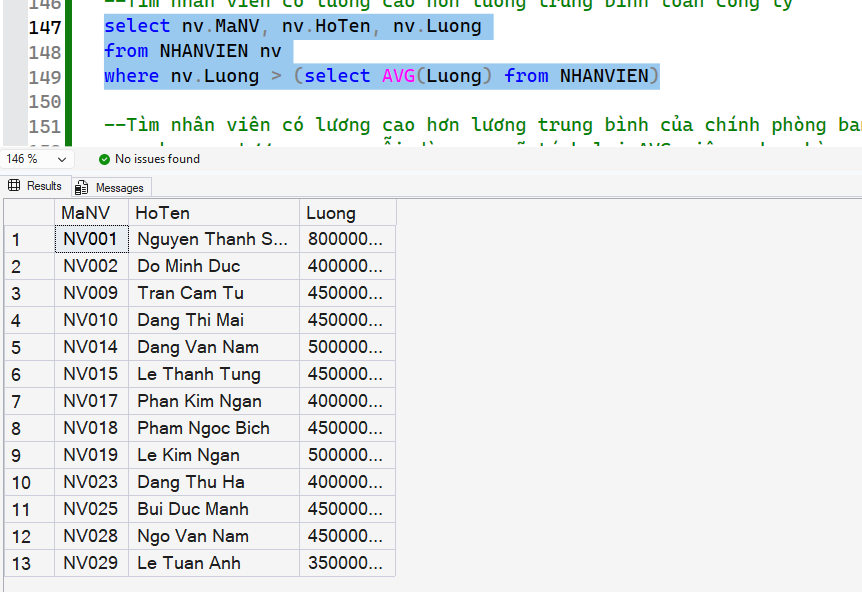 146 --Tìm nhân viên có lương cao hơn lương trung bình toàn công ty
147 select nv.MaNV, nv.HoTen, nv.Luong
148 from NHANVIEN nv
149 where nv.Luong > (select AVG(Luong) from NHANVIEN)
150
151 --Tìm nhân viên có lương cao hơn lương trung bình của chính phòng ban
146 % No issues found
Results Messages
MaNV HoTen Luong
1 NV001 Nguyen Thanh S... 800000...
2 NV002 Do Minh Duc 400000...
3 NV009 Tran Cam Tu 450000...
4 NV010 Dang Thi Mai 450000...
5 NV014 Dang Van Nam 500000...
6 NV015 Le Thanh Tung 450000...
7 NV017 Phan Kim Ngan 400000...
8 NV018 Pham Ngoc Bich 450000...
9 NV019 Le Kim Ngan 500000...
10 NV023 Dang Thu Ha 400000...
11 NV025 Bui Duc Manh 450000...
12 NV028 Ngo Van Nam 450000...
13 NV029 Le Tuan Anh 350000...